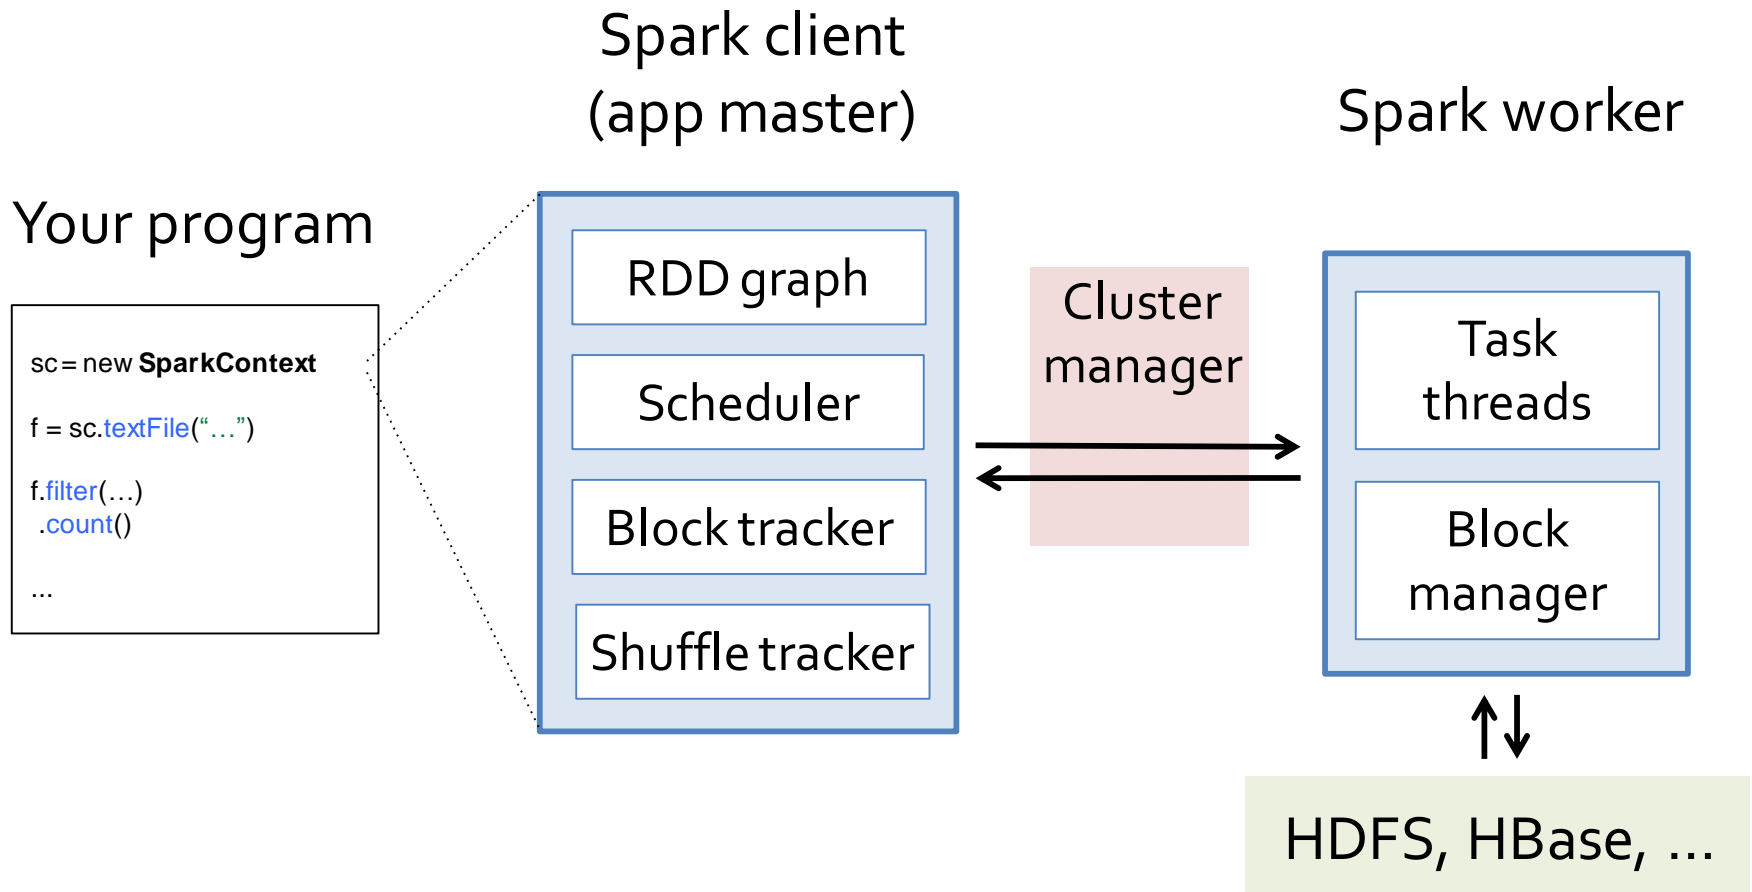 Your program
sc = new SparkContext
f = sc.textFile(“…”)
f.filter(…)
.count()
...
Spark client
(app master)
RDD graph
Scheduler
Block tracker
Shuffle tracker
Cluster
manager
Spark worker
Task
threads
Block
manager
HDFS, HBase, …